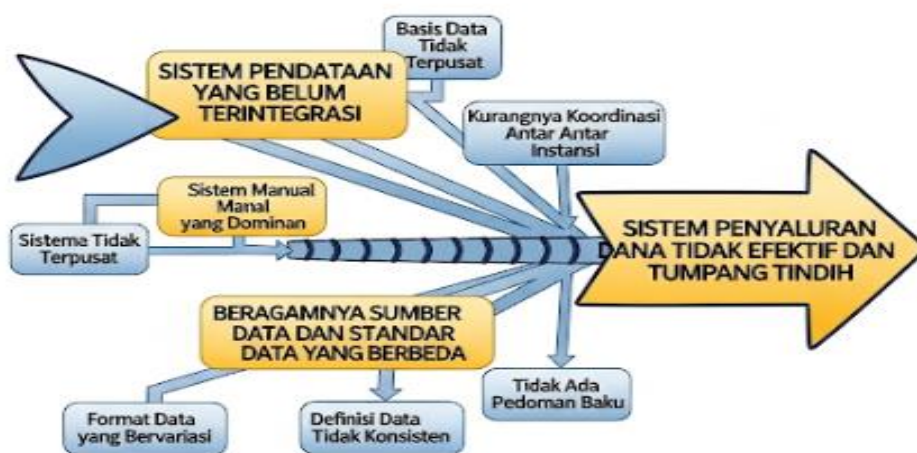 Basis Data
Tidak
Terpusat
SISTEM PENDATAAN
YANG BELUM
TERINTEGRASI
Kurangnya Koordinasi
Antar Antar
Instansi
Sistem Manual
Manal
yang Dominan
Sistema Tidak
Terpusat
SISTEM PENYALURAN
DANA TIDAK EFEKTIF DAN
TUMPANG TINDIH
BERAGAMNYA SUMBER
DATA DAN STANDAR
DATA YANG BERBEDA
Tidak Ada
Pedoman Baku
Format Data
yang Bervariasi
Definisi Data
Tidak Konsisten